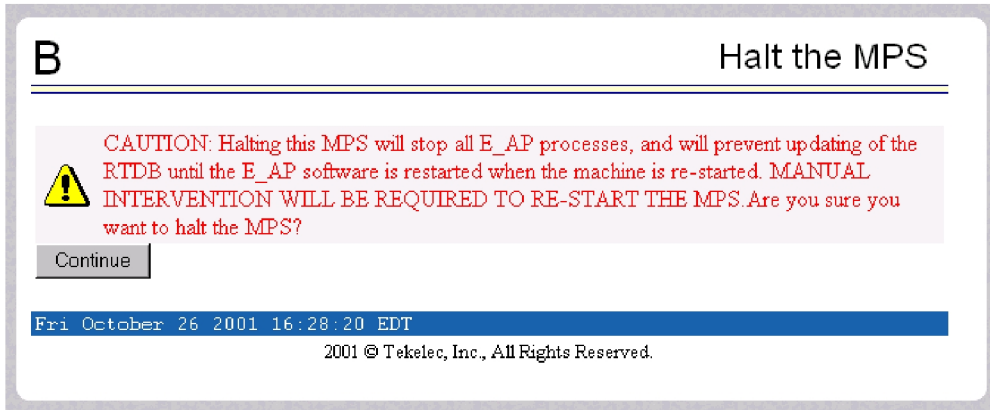 B
Halt the MPS
CAUTION: Halting this MPS will stop all E_AP processes, and will prevent updating of the
RTDB until the E_AP software is restarted when the machine is re-started. MANUAL
INTERVENTION WILL BE REQUIRED TO RE-START THE MPS.Are you sure you
want to halt the MPS?
Continue
Fri October 26 2001 16:28:20 EDT
2001 © Tekelec, Inc., All Rights Reserved.